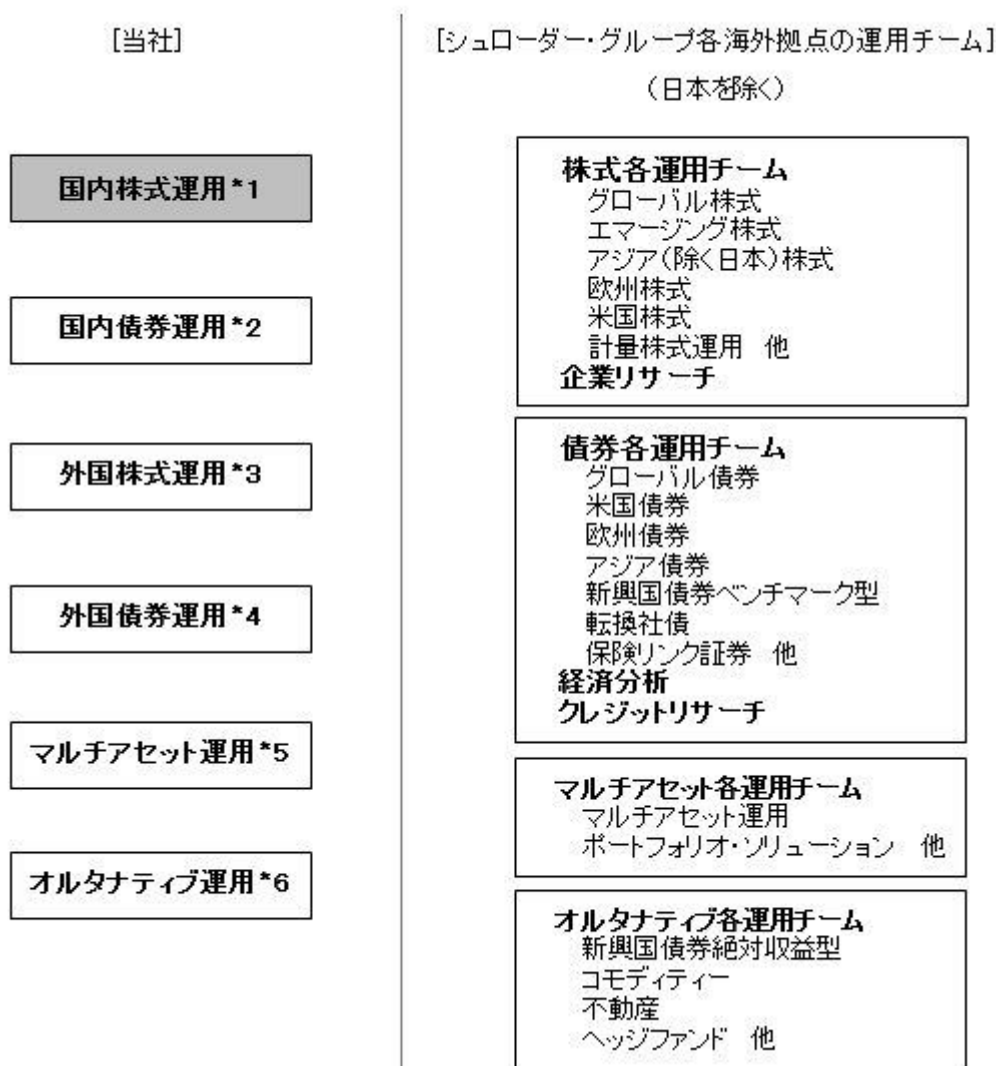 [当社]
国内株式運用*1
国内債券運用*2
外国株式運用*3
外国債券運用*4
マルチアセット運用*5
オルタナティブ運用*6
[シュローダー・グループ各海外拠点の運用チーム]
（日本を除く）
株式各運用チーム
グローバル株式
エマージング株式
アジア（除く日本）株式
欧州株式
米国株式
計量株式運用　他
企業リサーチ
債券各運用チーム
グローバル債券
米国債券
欧州債券
アジア債券
新興国債券ベンチマーク型
転換社債
保険リンク証券　他
経済分析
クレジットリサーチ
マルチアセット各運用チーム
マルチアセット運用
ポートフォリオ・ソリューション　他
オルタナティブ各運用チーム
新興国債券絶対収益型
コモディティー
不動産
ヘッジファンド　他